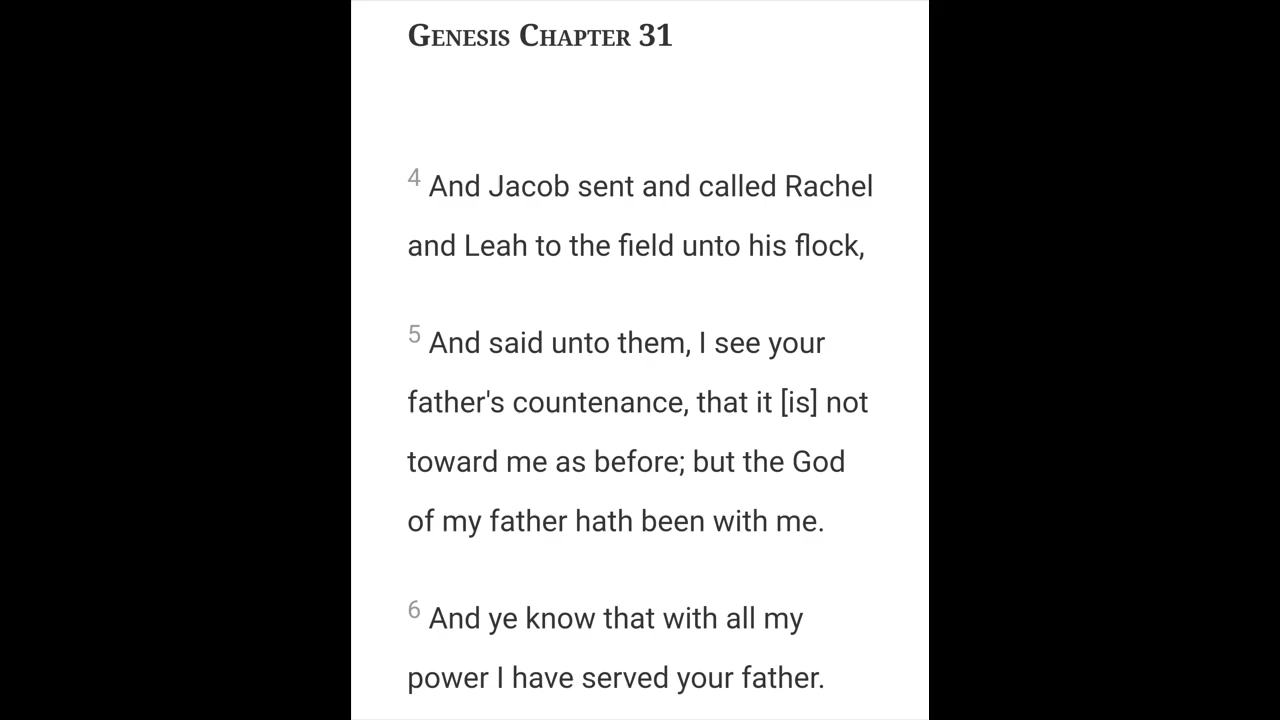 Genesis Chapter 31
4 And Jacob sent and called Rachel
and Leah to the field unto his flock,
5 And said unto them, I see your
father's countenance, that it [is] not
toward me as before; but the God
of my father hath been with me.
6 And ye know that with all my
power I have served your father.